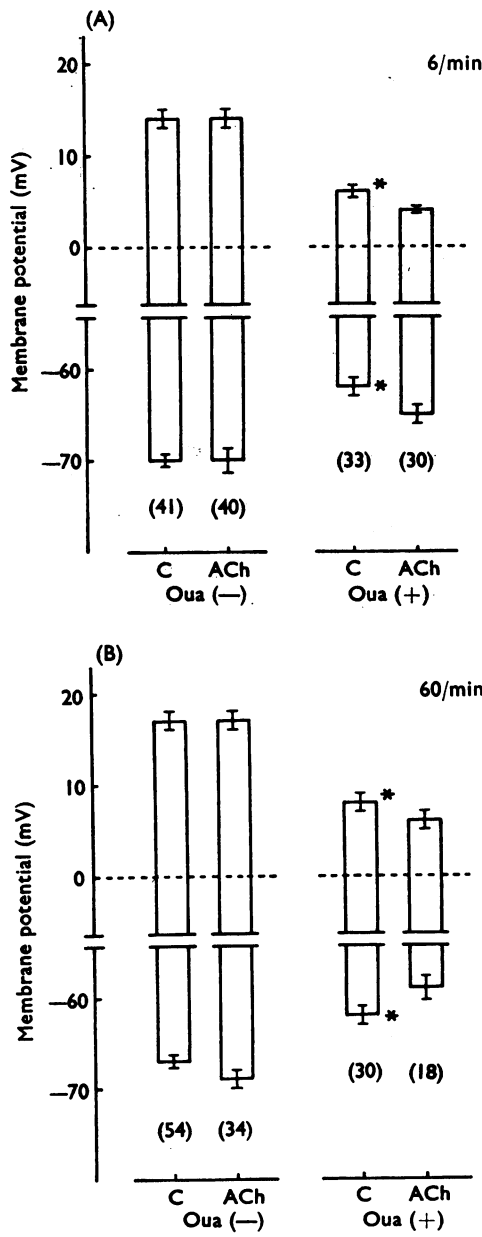 (A)
6/min
20
10
0
—60
—70
Membrane potential (mV)
*
*
(41) (40) (33) (30)
C ACh C ACh
Oua (—) Oua (+)
(B)
60/min
20
10
0
—60
—70
Membrane potential (mV)
*
*
(54) (34) (30) (18)
C ACh C ACh
Oua (—) Oua (+)